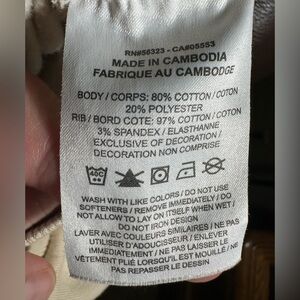 RN#56323 - CA#05553
MADE IN CAMBODIA
FABRIQUE AU CAMBODGE
BODY / CORPS: 80% COTTON / COTON
20% POLYESTER
RIB / BORD COTE: 97% COTTON / COTON
3% SPANDEX / ELASTHANNE
EXCLUSIVE OF DECORATION /
DECORATION NON COMPRISE
40C
WASH WITH LIKE COLORS / DO NOT USE
SOFTENERS / REMOVE IMMEDIATELY / DO
NOT ALLOW TO LAY ON ITSELF WHEN WET /
DO NOT IRON DESIGN
LAVER AVEC COULEURS SIMILAIRES / NE PAS
UTILISER D'ADOUCISSEUR / ENLEVER
IMMEDIATEMENT / NE PAS LAISSER LE
VÊTEMENT PLIÉ LORSQU'IL EST MOUILLÉ / NE
PAS REPASSER LE DESSIN